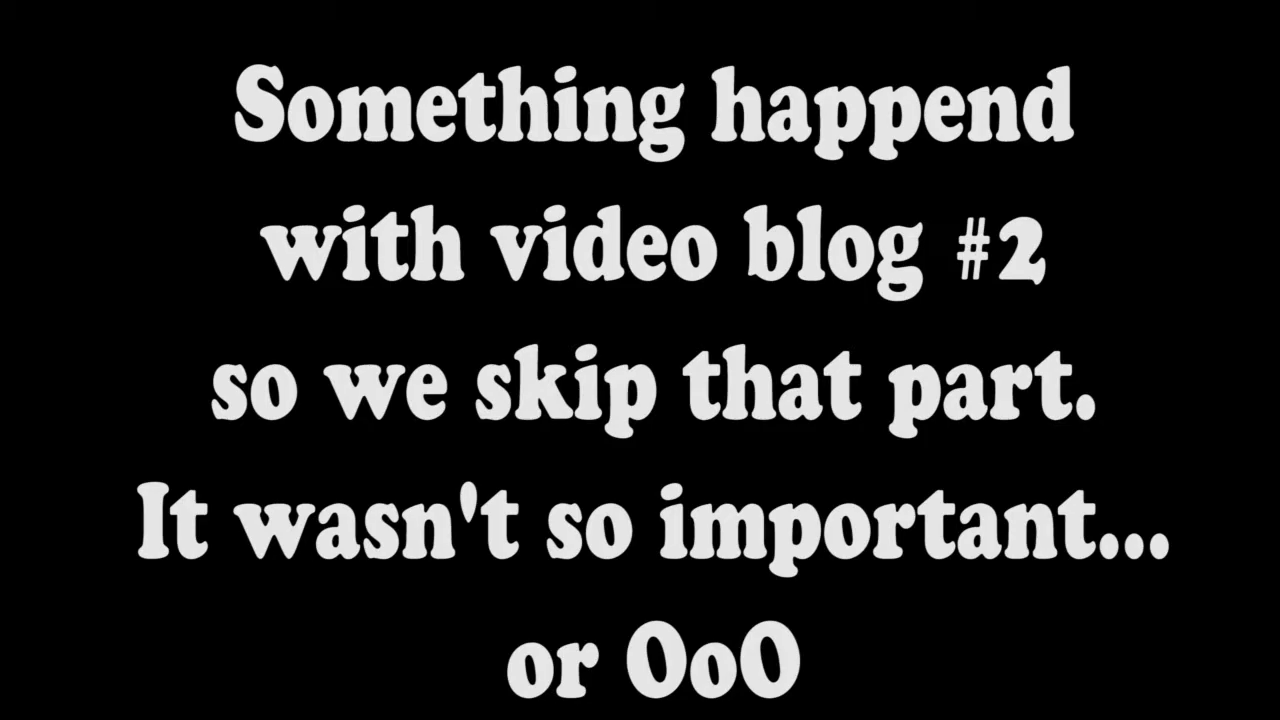 Something happend
with video blog #2
so we skip that part.
It wasn't so important...
or OoO